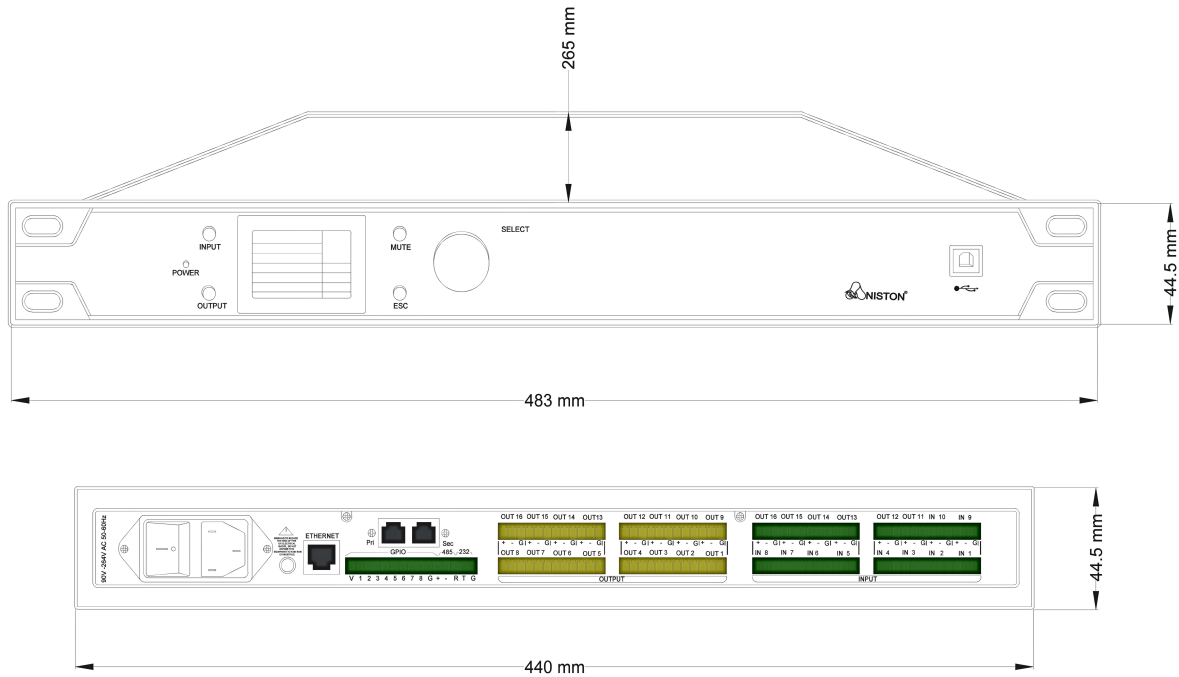 265 mm
SELECT
INPUT
MUTE
POWER
OUTPUT
ESC
NISTON®
44.5 mm
483 mm
90V -264V AC 50-60Hz
ETHERNET
Pri
Sec
GPIO
485
232
V 1 2 3 4 5 6 7 8 G + - R T G
OUT 16 OUT 15 OUT 14 OUT13
OUT 12 OUT 11 OUT 10 OUT 9
OUT 16 OUT 15 OUT 14 OUT13
OUT 12 OUT 11 IN 10 IN 9
+ - G + - G + - G + - G
+ - G + - G + - G + - G
+ - G + - G + - G + - G
+ - G + - G + - G + - G
OUT 8 OUT 7 OUT 6 OUT 5
OUT 4 OUT 3 OUT 2 OUT 1
IN 8 IN 7 IN 6 IN 5
IN 4 IN 3 IN 2 IN 1
OUTPUT
INPUT
44.5 mm
440 mm